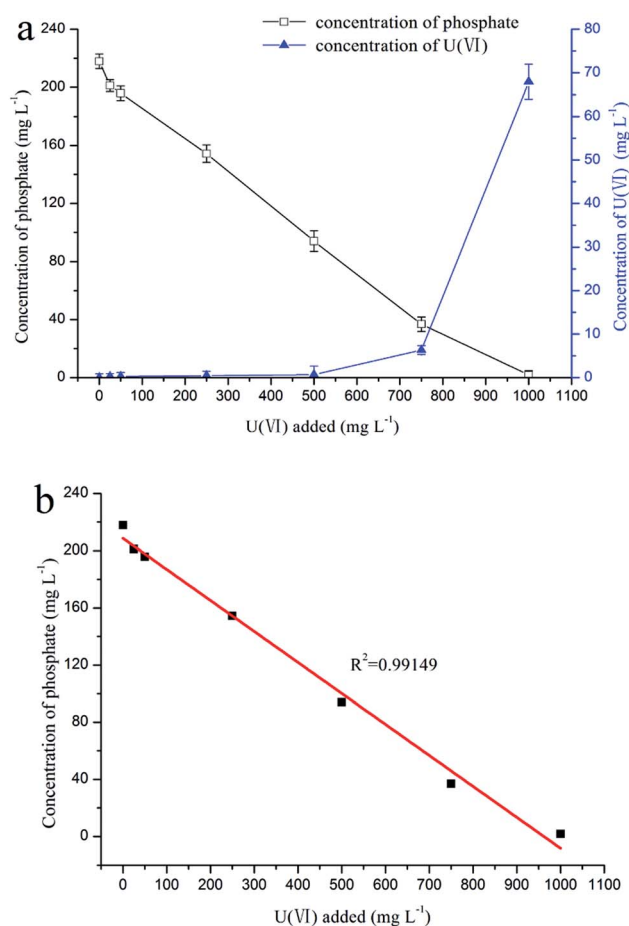 a
concentration of phosphate
concentration of U(Ⅵ)
Concentration of phosphate (mg L⁻¹)
240
200
160
120
80
40
0
Concentration of U(Ⅵ) (mg L⁻¹)
80
70
60
50
40
30
20
10
0
0 100 200 300 400 500 600 700 800 900 1000 1100
U(Ⅵ) added (mg L⁻¹)
b
Concentration of phosphate (mg L⁻¹)
240
200
160
120
80
40
0
R²=0.99149
0 100 200 300 400 500 600 700 800 900 1000 1100
U(Ⅵ) added (mg L⁻¹)